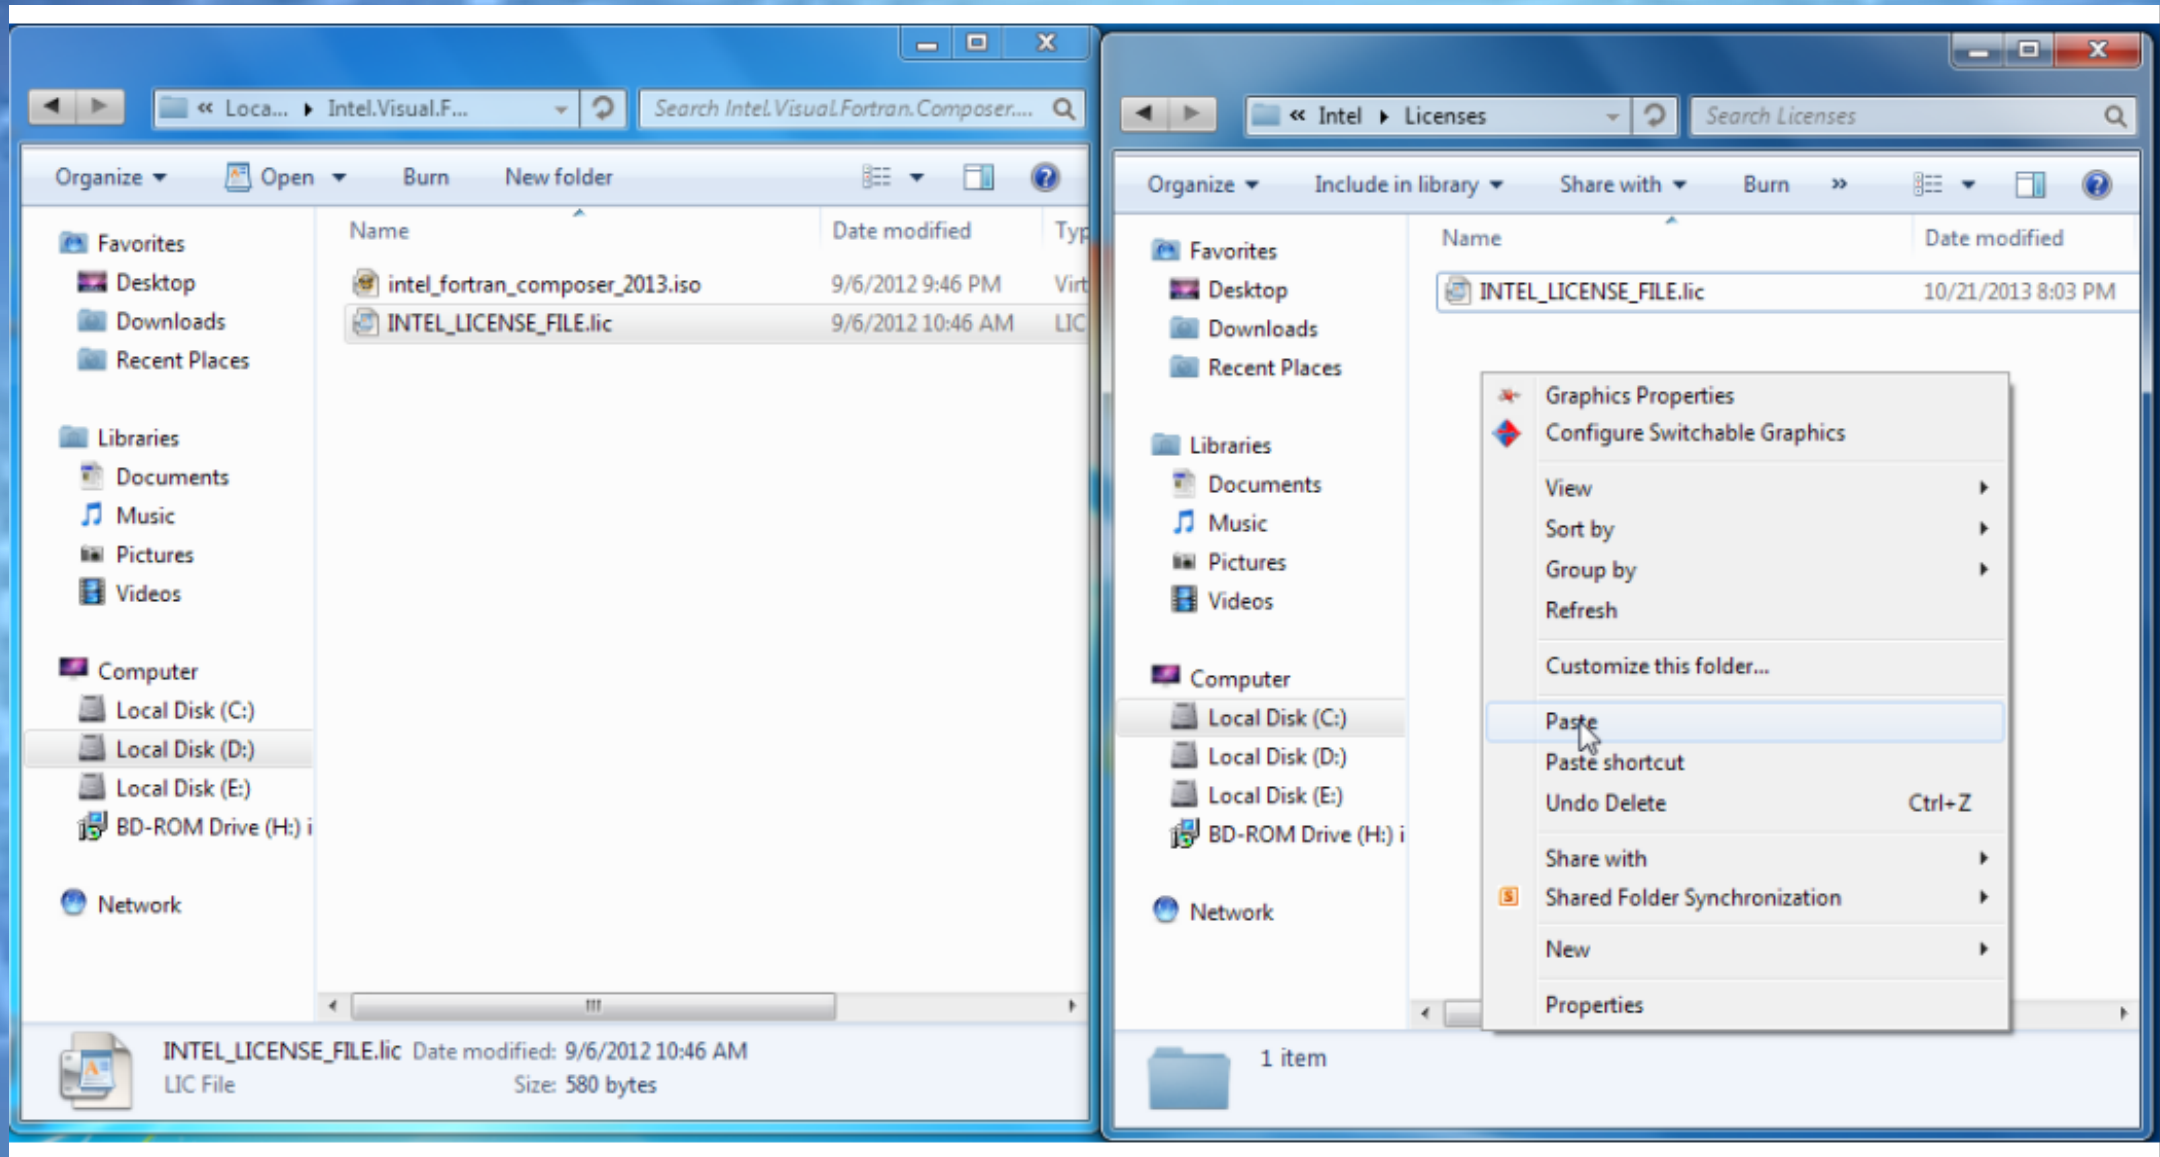 « Loca... Intel.Visual.F... Search Intel.Visual.Fortran.Composer....
Organize Open Burn New folder
Name Date modified Typ
intel_fortran_composer_2013.iso 9/6/2012 9:46 PM Virt
INTEL_LICENSE_FILE.lic 9/6/2012 10:46 AM LIC
Favorites
Desktop
Downloads
Recent Places
Libraries
Documents
Music
Pictures
Videos
Computer
Local Disk (C:)
Local Disk (D:)
Local Disk (E:)
BD-ROM Drive (H:) i
Network
INTEL_LICENSE_FILE.lic Date modified: 9/6/2012 10:46 AM
LIC File Size: 580 bytes
« Intel Licenses Search Licenses
Organize Include in library Share with Burn »
Name Date modified
INTEL_LICENSE_FILE.lic 10/21/2013 8:03 PM
Favorites
Desktop
Downloads
Recent Places
Libraries
Documents
Music
Pictures
Videos
Computer
Local Disk (C:)
Local Disk (D:)
Local Disk (E:)
BD-ROM Drive (H:) i
Network
Graphics Properties
Configure Switchable Graphics
View
Sort by
Group by
Refresh
Customize this folder...
Paste
Paste shortcut
Undo Delete Ctrl+Z
Share with
Shared Folder Synchronization
New
Properties
1 item